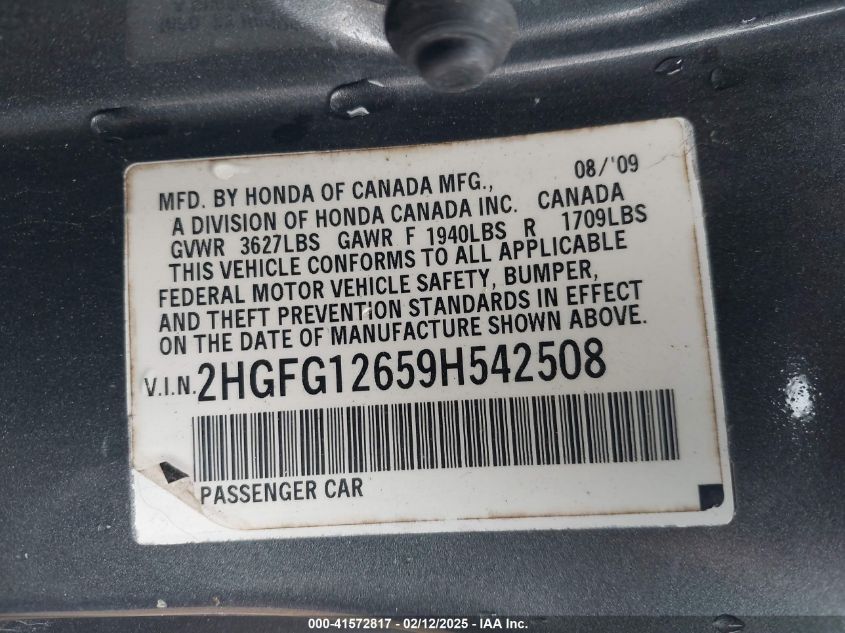 08/'09
MFD. BY HONDA OF CANADA MFG.,
A DIVISION OF HONDA CANADA INC. CANADA
GVWR 3627LBS GAWR F 1940LBS R 1709LBS
THIS VEHICLE CONFORMS TO ALL APPLICABLE
FEDERAL MOTOR VEHICLE SAFETY, BUMPER,
AND THEFT PREVENTION STANDARDS IN EFFECT
ON THE DATE OF MANUFACTURE SHOWN ABOVE.
V.I.N. 2HGFG12659H542508
PASSENGER CAR
000-41572817 - 02/12/2025 - IAA Inc.